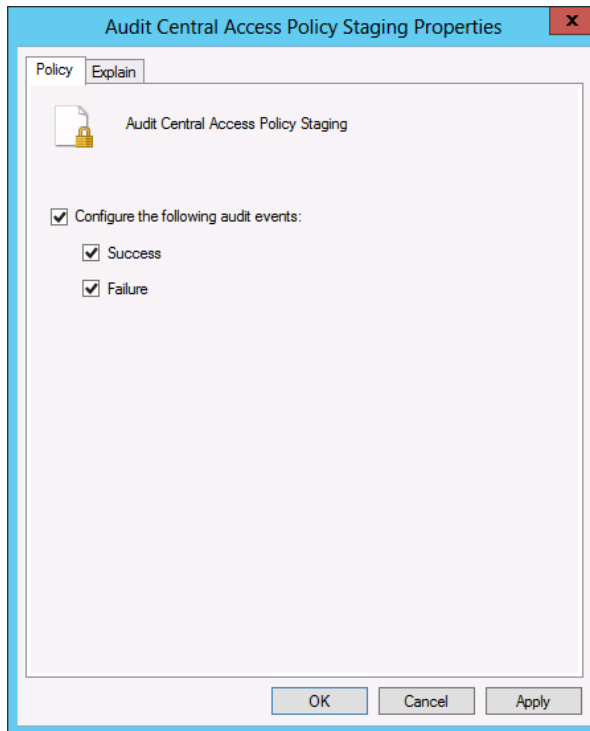 Audit Central Access Policy Staging Properties
x
Policy
Explain
Audit Central Access Policy Staging
Configure the following audit events:
Success
Failure
OK
Cancel
Apply